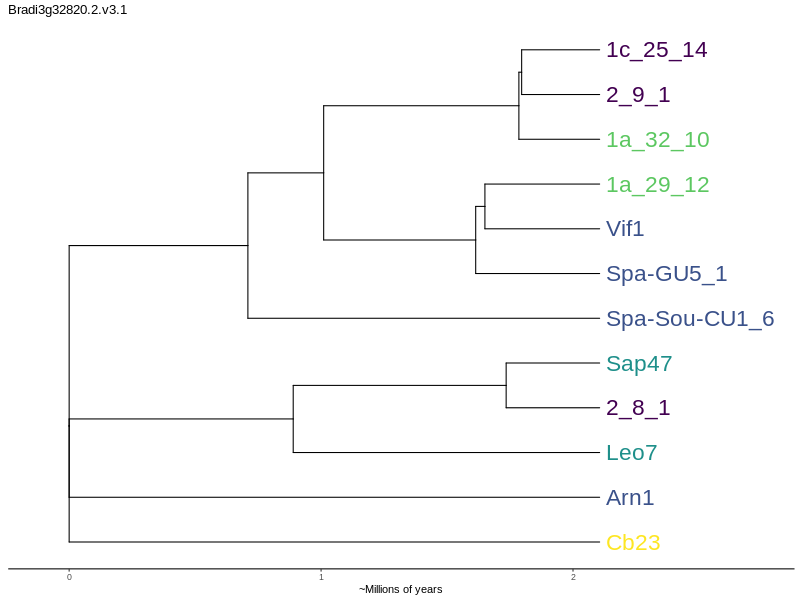 Bradi3g32820.2.v3.1
1c_25_14
2_9_1
1a_32_10
1a_29_12
Vif1
Spa-GU5_1
Spa-Sou-CU1_6
Sap47
2_8_1
Leo7
Arn1
Cb23
0 1 2
~Millions of years